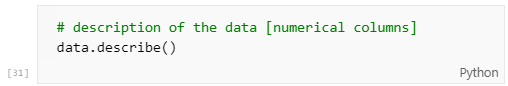 # description of the data [numerical columns]
data.describe()
[31]
Python